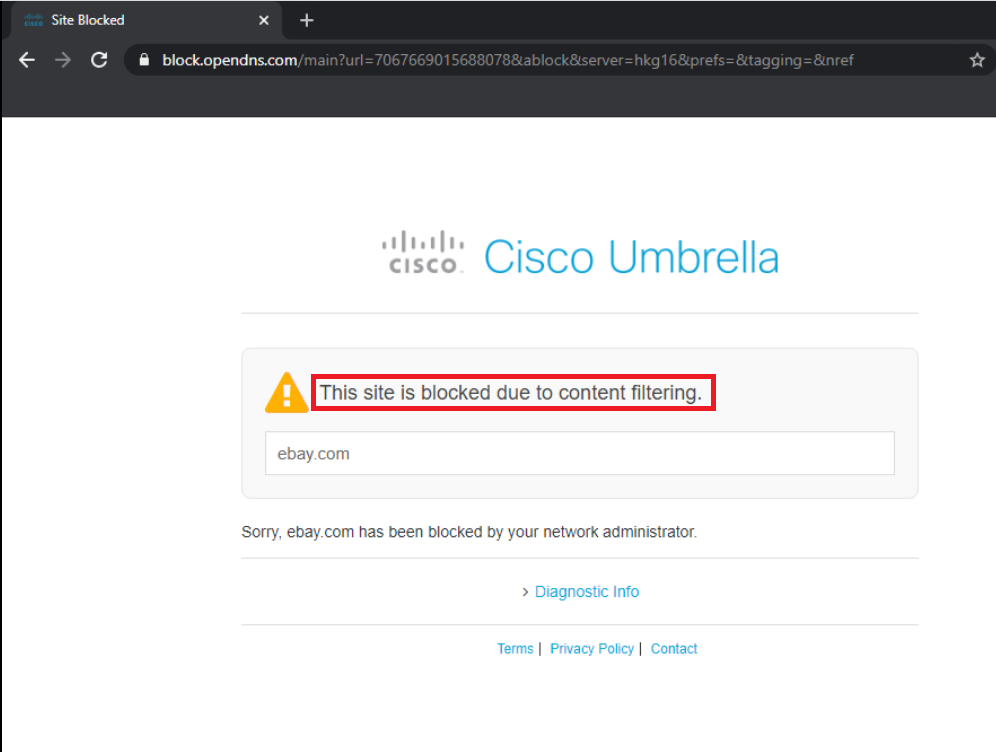 Site Blocked
block.opendns.com/main?url=7067669015688078&ablock&server=hkg16&prefs=&tagging=&nref
CISCO Cisco Umbrella
This site is blocked due to content filtering.
ebay.com
Sorry, ebay.com has been blocked by your network administrator.
> Diagnostic Info
Terms | Privacy Policy | Contact